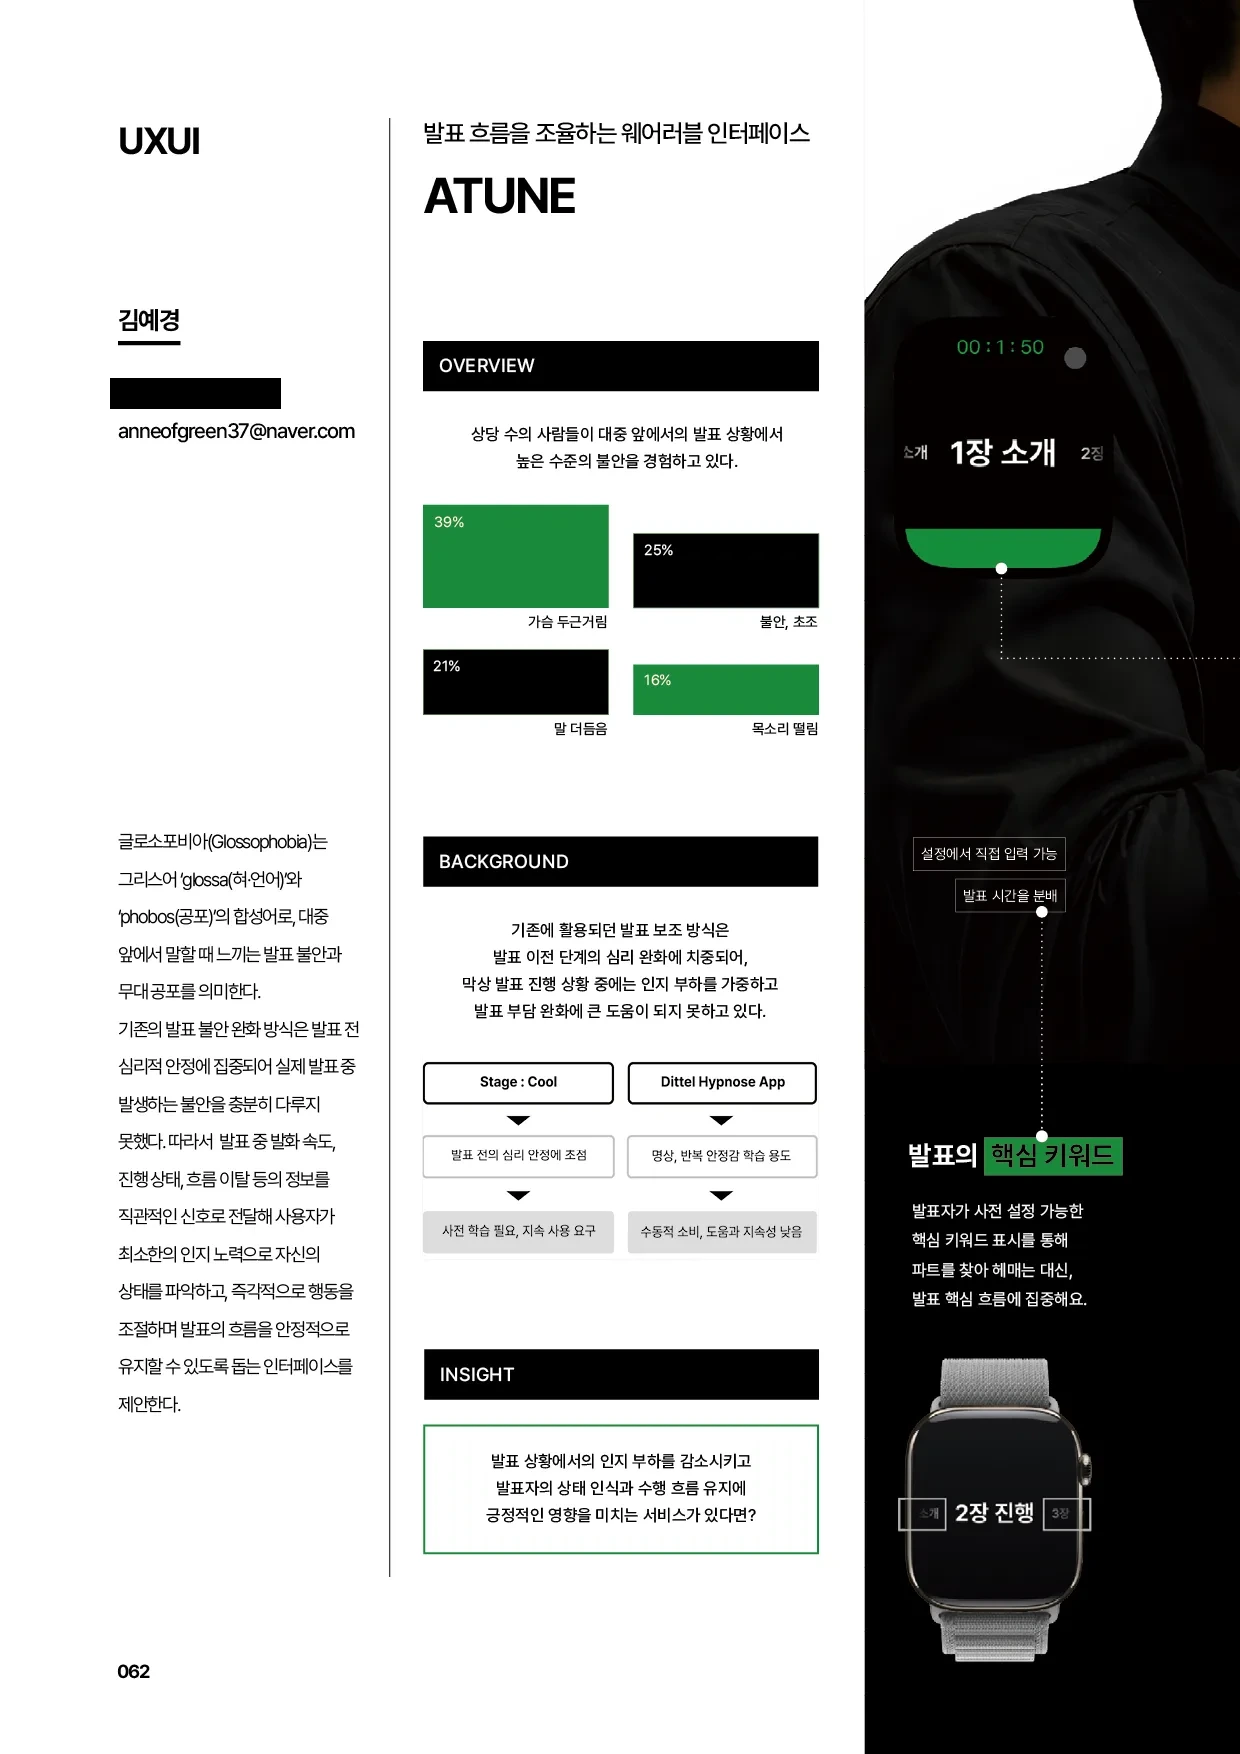 UXUI
김예경
anneofgreen37@naver.com
글로소포비아(Glossophobia)는
그리스어 'glossa(혀·언어)'와
'phobos(공포)'의 합성어로, 대중
앞에서 말할 때 느끼는 발표 불안과
무대 공포를 의미한다.
기존의 발표 불안 완화 방식은 발표 전
심리적 안정에 집중되어 실제 발표 중
발생하는 불안을 충분히 다루지
못했다. 따라서 발표 중 발화 속도,
진행 상태, 흐름 이탈 등의 정보를
직관적인 신호로 전달해 사용자가
최소한의 인지 노력으로 자신의
상태를 파악하고, 즉각적으로 행동을
조절하며 발표의 흐름을 안정적으로
유지할 수 있도록 돕는 인터페이스를
제안한다.
062
발표 흐름을 조율하는 웨어러블 인터페이스
ATUNE
OVERVIEW
상당 수의 사람들이 대중 앞에서의 발표 상황에서
높은 수준의 불안을 경험하고 있다.
39%
가슴 두근거림
25%
불안, 초조
21%
말 더듬음
16%
목소리 떨림
BACKGROUND
기존에 활용되던 발표 보조 방식은
발표 이전 단계의 심리 완화에 치중되어,
막상 발표 진행 상황 중에는 인지 부하를 가중하고
발표 부담 완화에 큰 도움이 되지 못하고 있다.
Stage : Cool
발표 전의 심리 안정에 초점
사전 학습 필요, 지속 사용 요구
Dittel Hypnose App
명상, 반복 안정감 학습 용도
수동적 소비, 도움과 지속성 낮음
INSIGHT
발표 상황에서의 인지 부하를 감소시키고
발표자의 상태 인식과 수행 흐름 유지에
긍정적인 영향을 미치는 서비스가 있다면?
00 : 1 : 50
소개 1장 소개 2장
설정에서 직접 입력 가능
발표 시간을 분배
발표의 핵심 키워드
발표자가 사전 설정 가능한
핵심 키워드 표시를 통해
파트를 찾아 헤매는 대신,
발표 핵심 흐름에 집중해요.
소개 2장 진행 3장